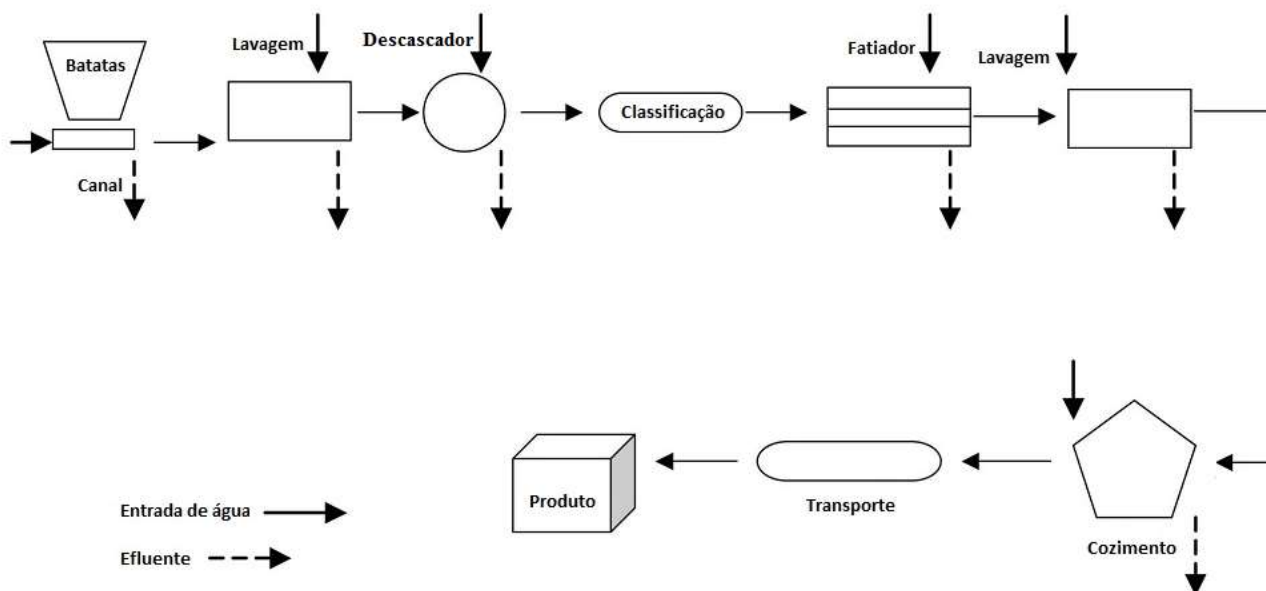 Batatas
Canal
Lavagem
Descascador
Classificação
Fatiador
Lavagem
Produto
Transporte
Cozimento
Entrada de água
Efluente